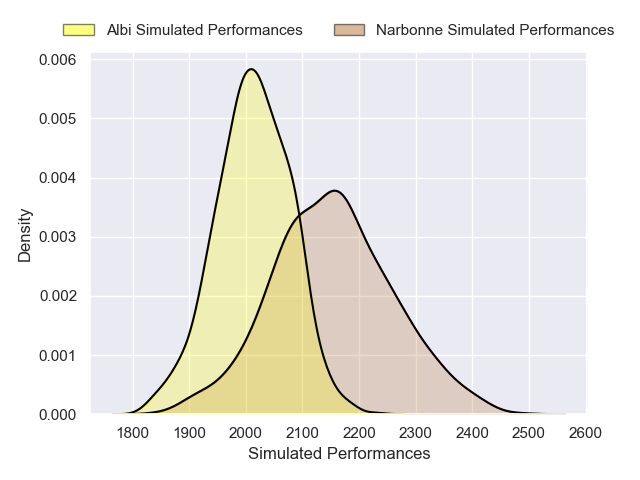 Albi Simulated Performances Narbonne Simulated Performances
0.006
0.005
0.004
0.003
0.002
0.001
0.000
Density
1800 1900 2000 2100 2200 2300 2400 2500 2600
Simulated Performances